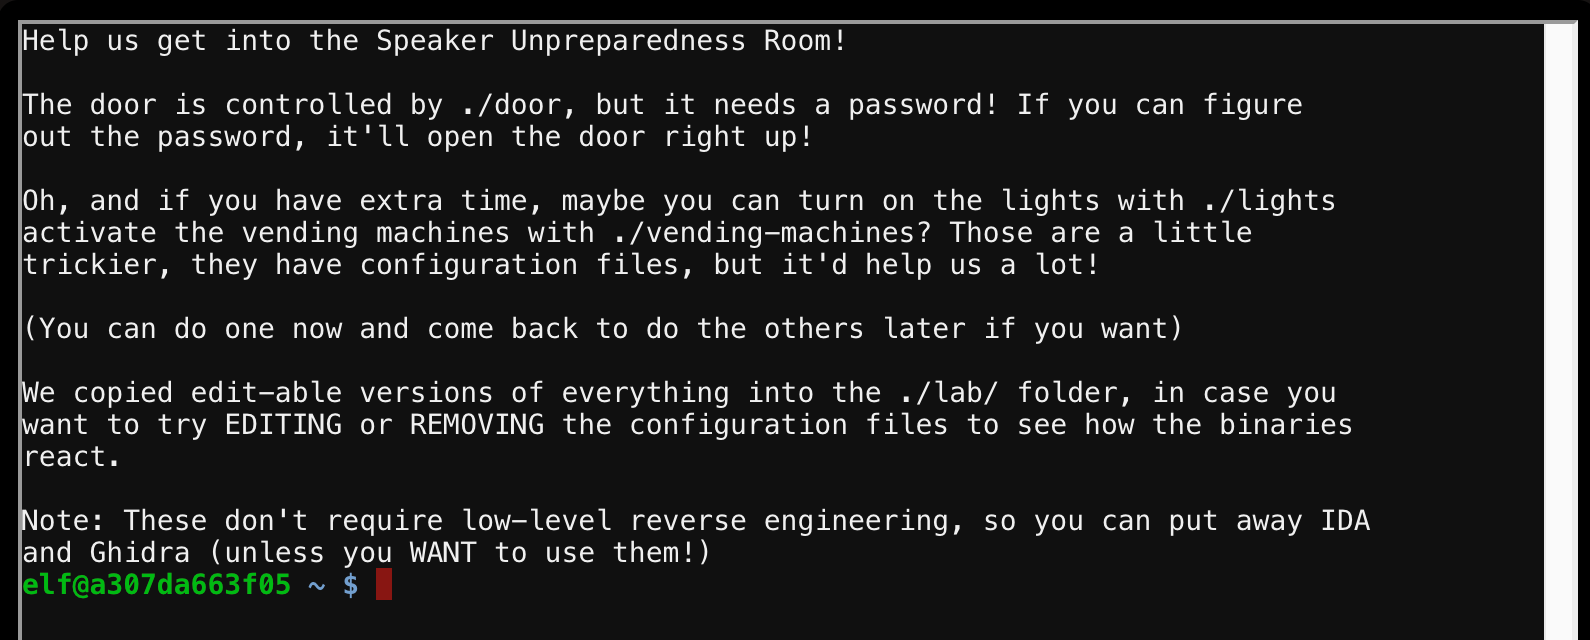 Help us get into the Speaker Unpreparedness Room!
The door is controlled by ./door, but it needs a password! If you can figure
out the password, it'll open the door right up!
Oh, and if you have extra time, maybe you can turn on the lights with ./lights
activate the vending machines with ./vending-machines? Those are a little
trickier, they have configuration files, but it'd help us a lot!
(You can do one now and come back to do the others later if you want)
We copied edit-able versions of everything into the ./lab/ folder, in case you
want to try EDITING or REMOVING the configuration files to see how the binaries
react.
Note: These don't require low-level reverse engineering, so you can put away IDA
and Ghidra (unless you WANT to use them!)
elf@a307da663f05 ~ $